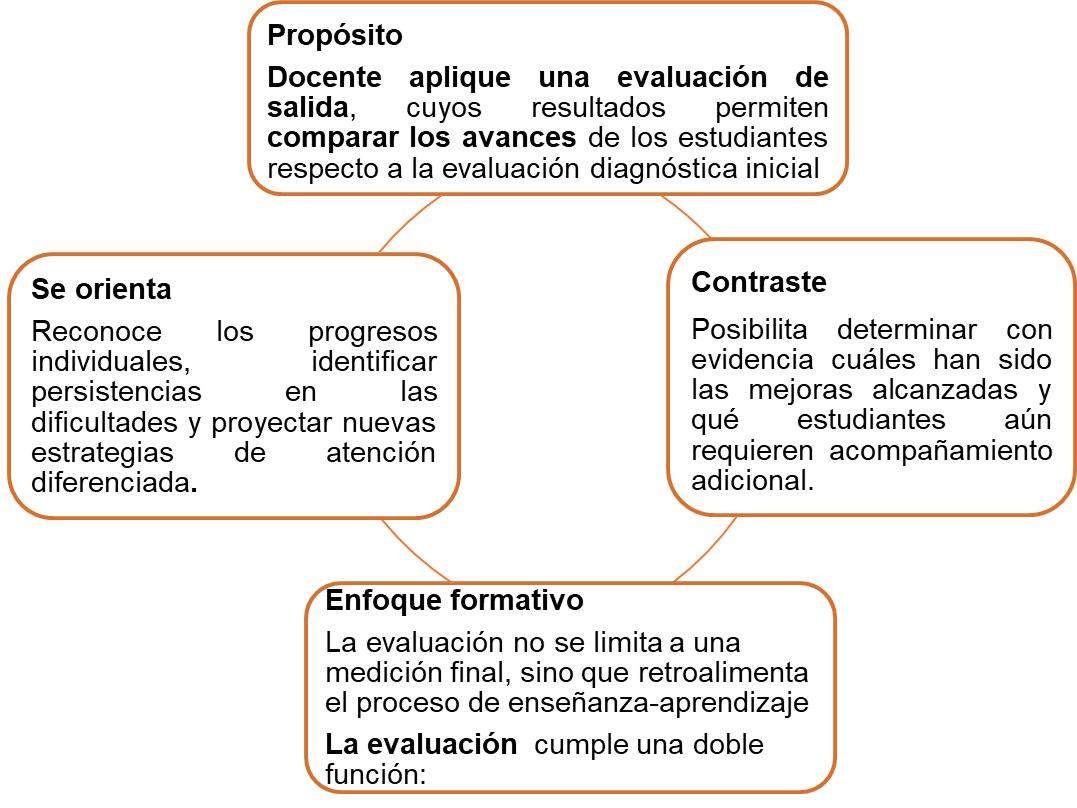 Propósito
Docente aplique una evaluación de
salida, cuyos resultados permiten
comparar los avances de los estudiantes
respecto a la evaluación diagnóstica inicial
Se orienta
Reconoce los progresos
individuales, identificar
persistencias en las
dificultades y proyectar nuevas
estrategias de atención
diferenciada.
Contraste
Posibilita determinar con
evidencia cuáles han sido
las mejoras alcanzadas y
qué estudiantes aún
requieren acompañamiento
adicional.
Enfoque formativo
La evaluación no se limita a una
medición final, sino que retroalimenta
el proceso de enseñanza-aprendizaje
La evaluación cumple una doble
función: